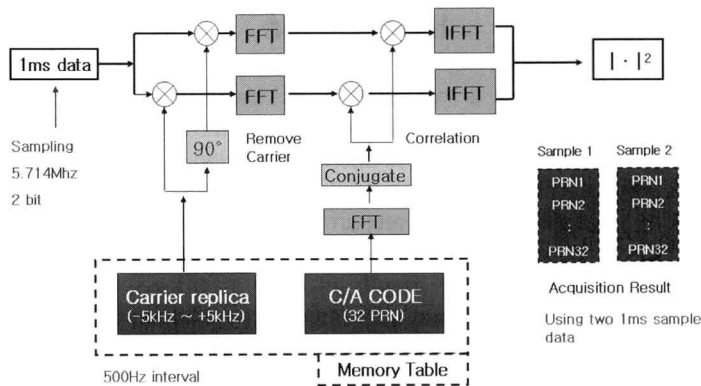 FFT
IFFT
1ms data
| · |²
FFT
IFFT
Sampling
5.714Mhz
2 bit
90°
Remove
Carrier
Correlation
Conjugate
FFT
Sample 1
Sample 2
PRN1
PRN2
:
PRN32
PRN1
PRN2
:
PRN32
Carrier replica
(-5kHz ~ +5kHz)
C/A CODE
(32 PRN)
Acquisition Result
Using two 1ms sample
data
500Hz interval
Memory Table